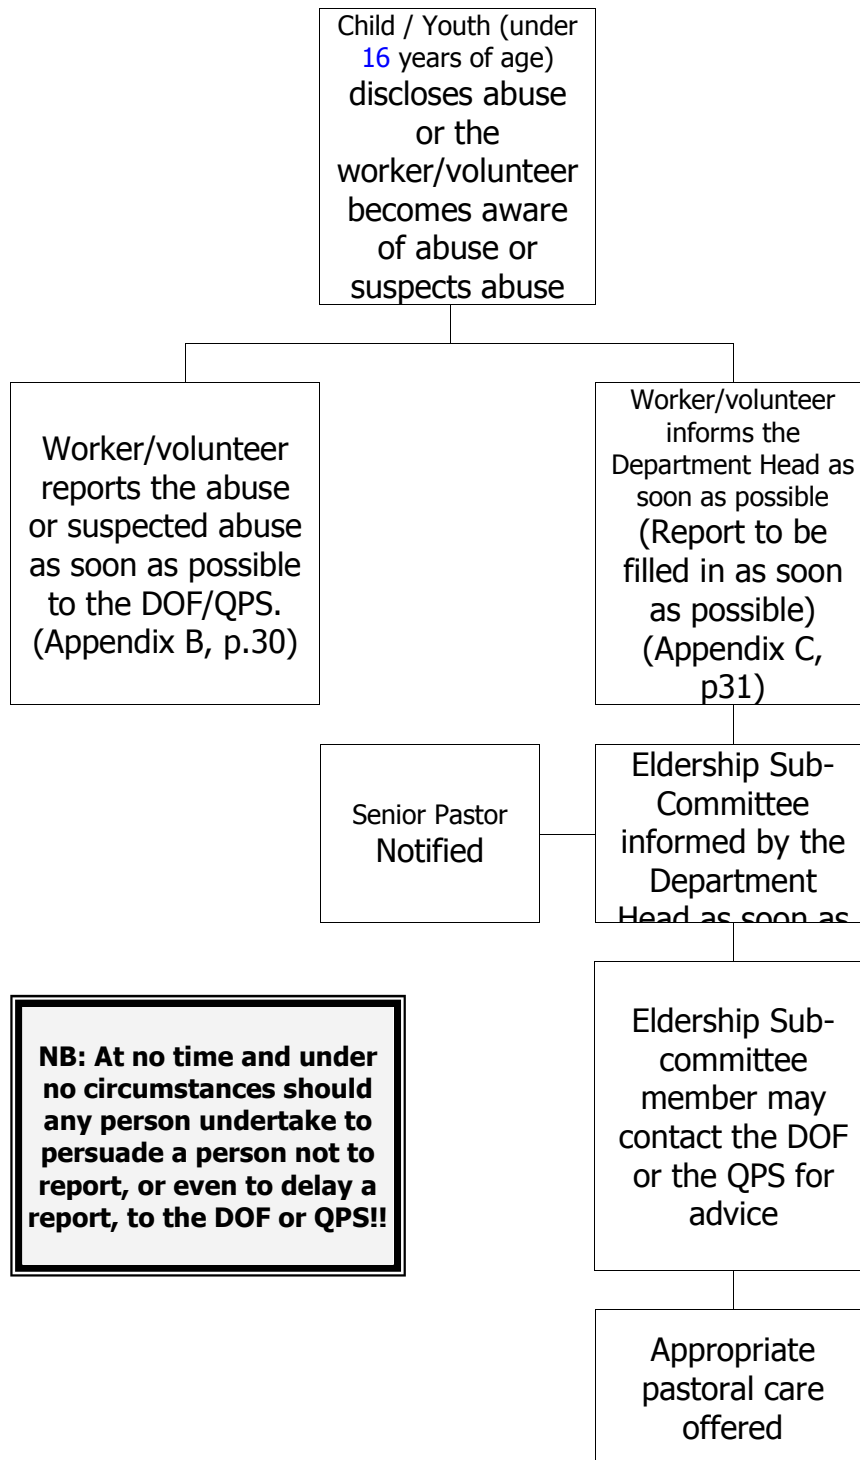 Child / Youth (under
16 years of age)
discloses abuse
or the
worker/volunteer
becomes aware
of abuse or
suspects abuse
Worker/volunteer
reports the abuse
or suspected abuse
as soon as possible
to the DOF/QPS.
(Appendix B, p.30)
Worker/volunteer
informs the
Department Head as
soon as possible
(Report to be
filled in as soon
as possible)
(Appendix C,
p31)
Senior Pastor
Notified
Eldership Sub-
Committee
informed by the
Department
Head as soon as
NB: At no time and under
no circumstances should
any person undertake to
persuade a person not to
report, or even to delay a
report, to the DOF or QPS!!
Eldership Sub-
committee
member may
contact the DOF
or the QPS for
advice
Appropriate
pastoral care
offered